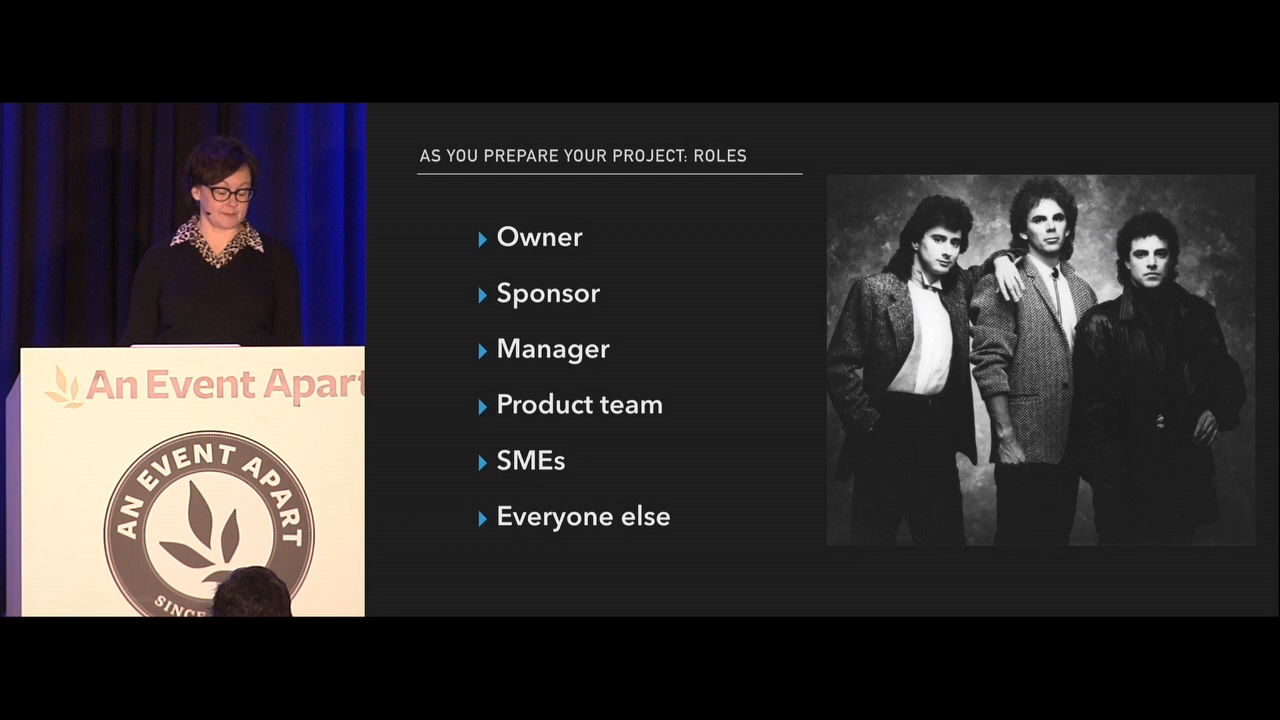 AS YOU PREPARE YOUR PROJECT: ROLES
Owner
Sponsor
Manager
Product team
SMEs
Everyone else
An Event Apart
AN EVENT APART
SINCE